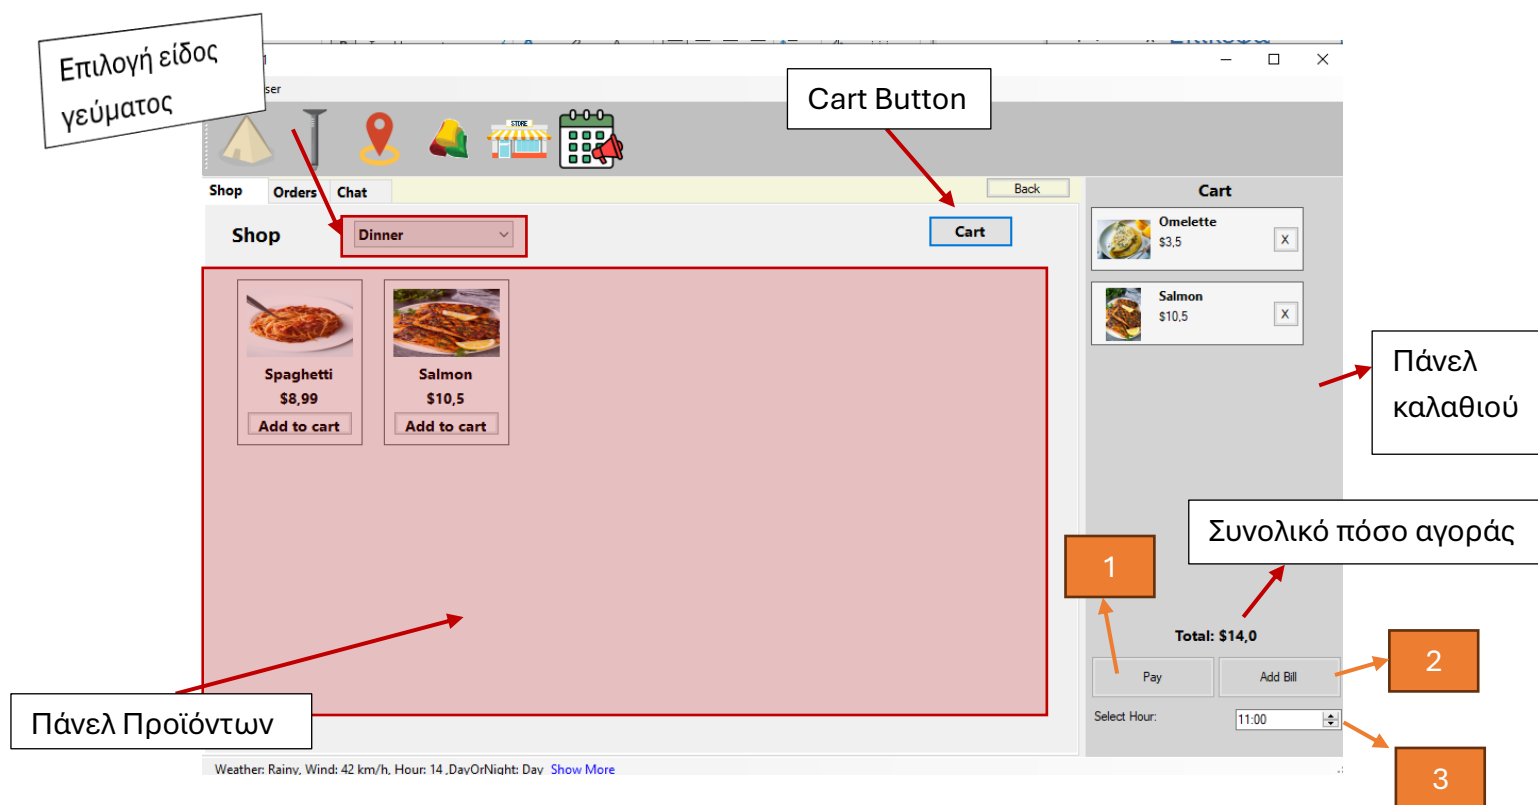 Επιλογή είδος
γεύματος
ser
Cart Button
STORE
Shop
Orders
Chat
Back
Cart
Shop
Dinner
Cart
Omelette
$3,5
X
Salmon
$10,5
X
Spaghetti
$8,99
Add to cart
Salmon
$10,5
Add to cart
Πάνελ
καλαθιού
Συνολικό πόσο αγοράς
1
Total: $14,0
2
Pay
Add Bill
Πάνελ Προϊόντων
Select Hour:
11:00
3
Weather: Rainy, Wind: 42 km/h, Hour: 14 ,DayOrNight: Day Show More